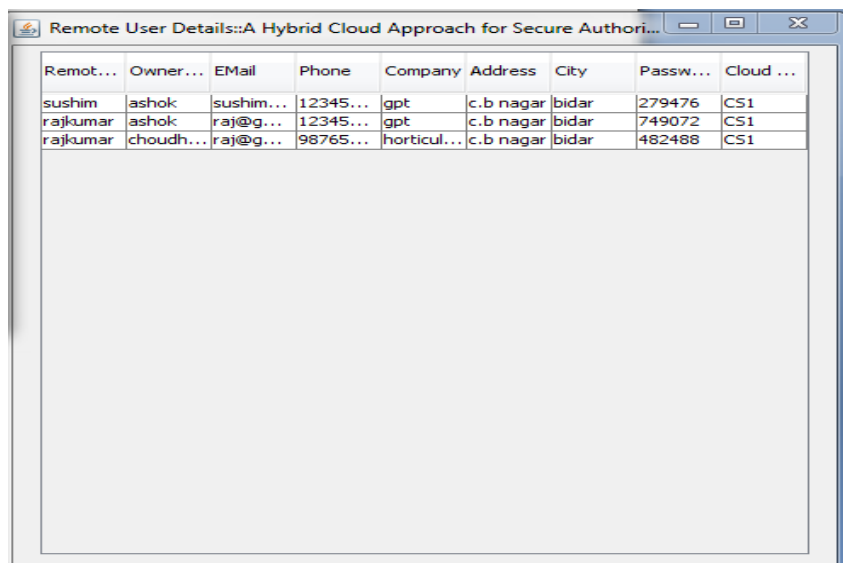 Remote User Details::A Hybrid Cloud Approach for Secure Authori...
Remot... Owner... EMail Phone Company Address City Passw... Cloud ...
sushim ashok sushim... 12345... gpt c.b nagar bidar 279476 CS1
rajkumar ashok raj@g... 12345... gpt c.b nagar bidar 749072 CS1
rajkumar choudh... raj@g... 98765... horticul... c.b nagar bidar 482488 CS1